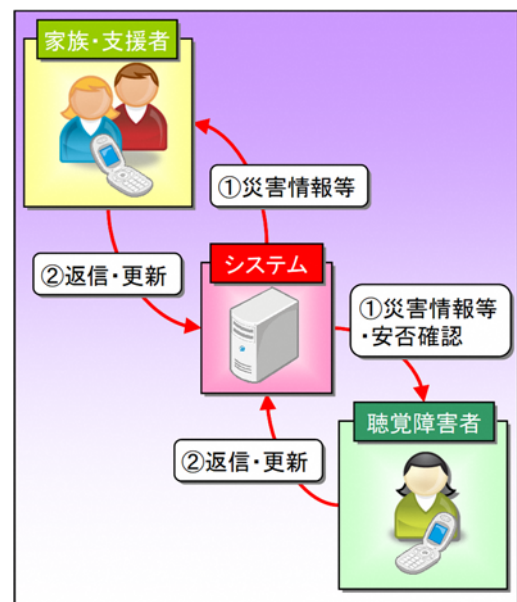 家族・支援者
①災害情報等
②返信・更新
システム
①災害情報等
・安否確認
聴覚障害者
②返信・更新